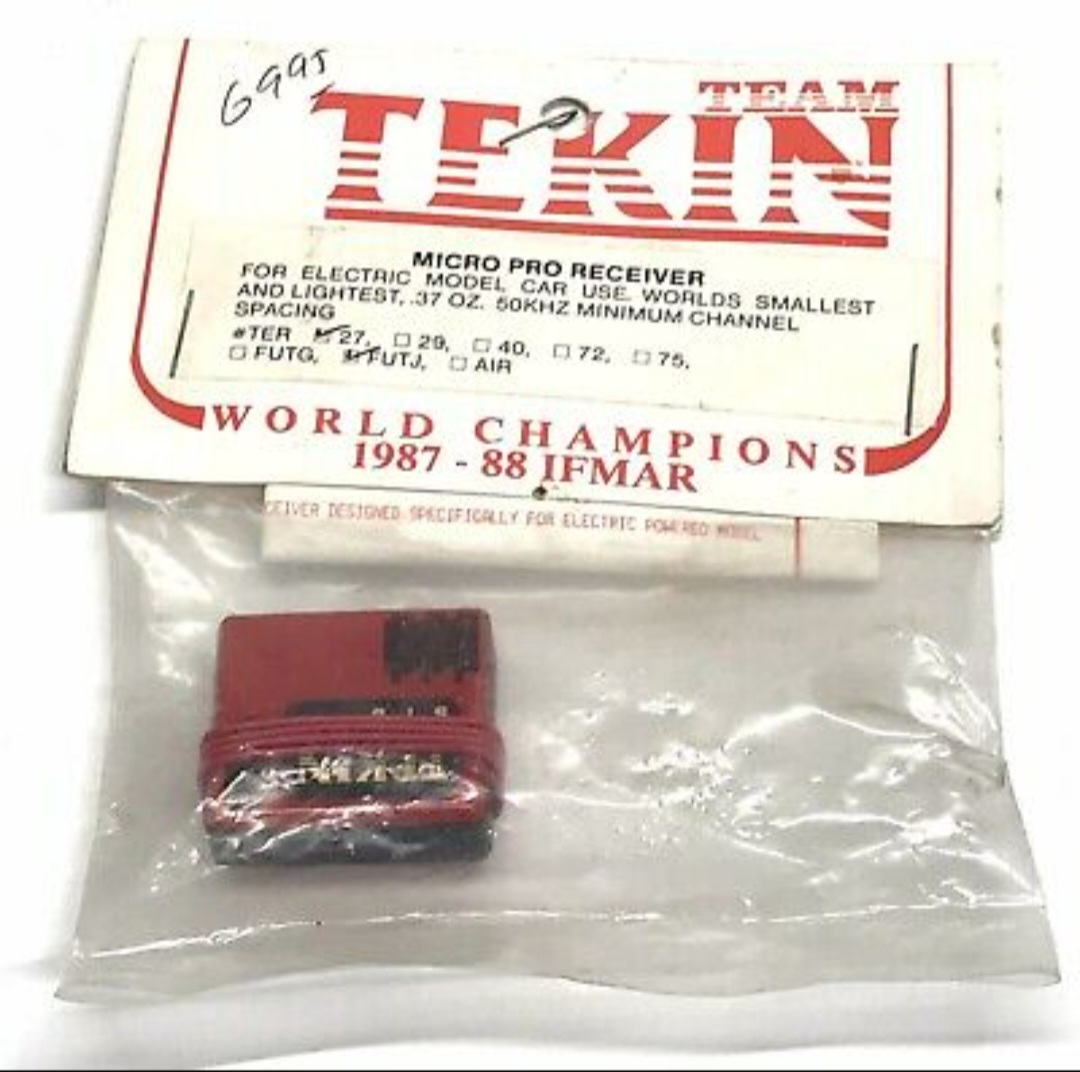 6995
TEAM
TEKIN
MICRO PRO RECEIVER
FOR ELECTRIC MODEL CAR USE. WORLDS SMALLEST
AND LIGHTEST, .37 OZ. 50KHZ MINIMUM CHANNEL
SPACING
#TER ☑ 27, ☐ 29, ☐ 40, ☐ 72, ☐ 75,
☐ FUTG, ☑ FUTJ, ☐ AIR
WORLD CHAMPIONS
1987 - 88 IFMAR
CEIVER DESIGNED SPECIFICALLY FOR ELECTRIC POWERED MODEL